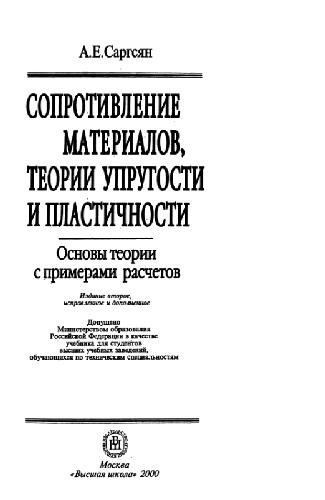 А.Е.Саргсян
СОПРОТИВЛЕНИЕ
МАТЕРИАЛОВ,
ТЕОРИИ УПРУГОСТИ
И ПЛАСТИЧНОСТИ
Основы теории
с примерами расчетов
Издание второе,
исправленное и дополненное
Допущено
Министерством образования
Российской Федерации в качестве
учебника для студентов
высших учебных заведений,
обучающихся по техническим специальностям
Москва
«Высшая школа» 2000